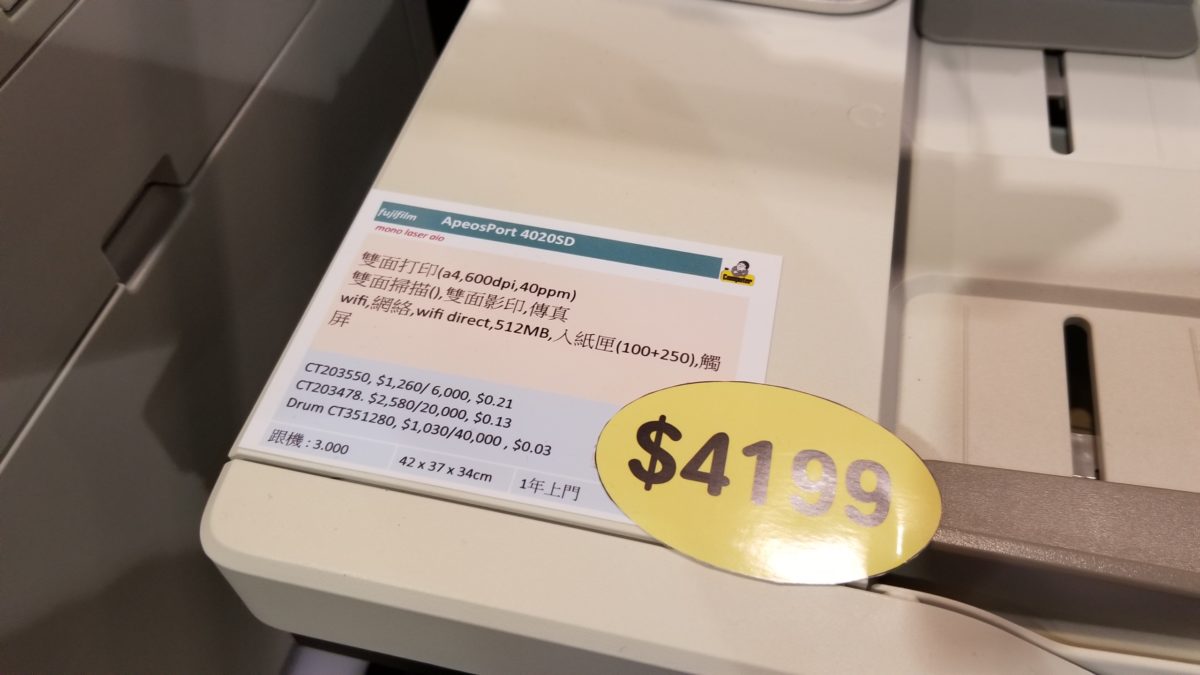 fujifilm ApeosPort 4020SD
mono laser aio
Computer
雙面打印(a4,600dpi,40ppm)
雙面掃描(),雙面影印,傳真
wifi,網絡,wifi direct,512MB,入紙匣(100+250),觸
屏
CT203550, $1,260/ 6,000, $0.21
CT203478. $2,580/20,000, $0.13
Drum CT351280, $1,030/40,000 , $0.03
跟機 : 3.000
42 x 37 x 34cm
1年上門
$4199